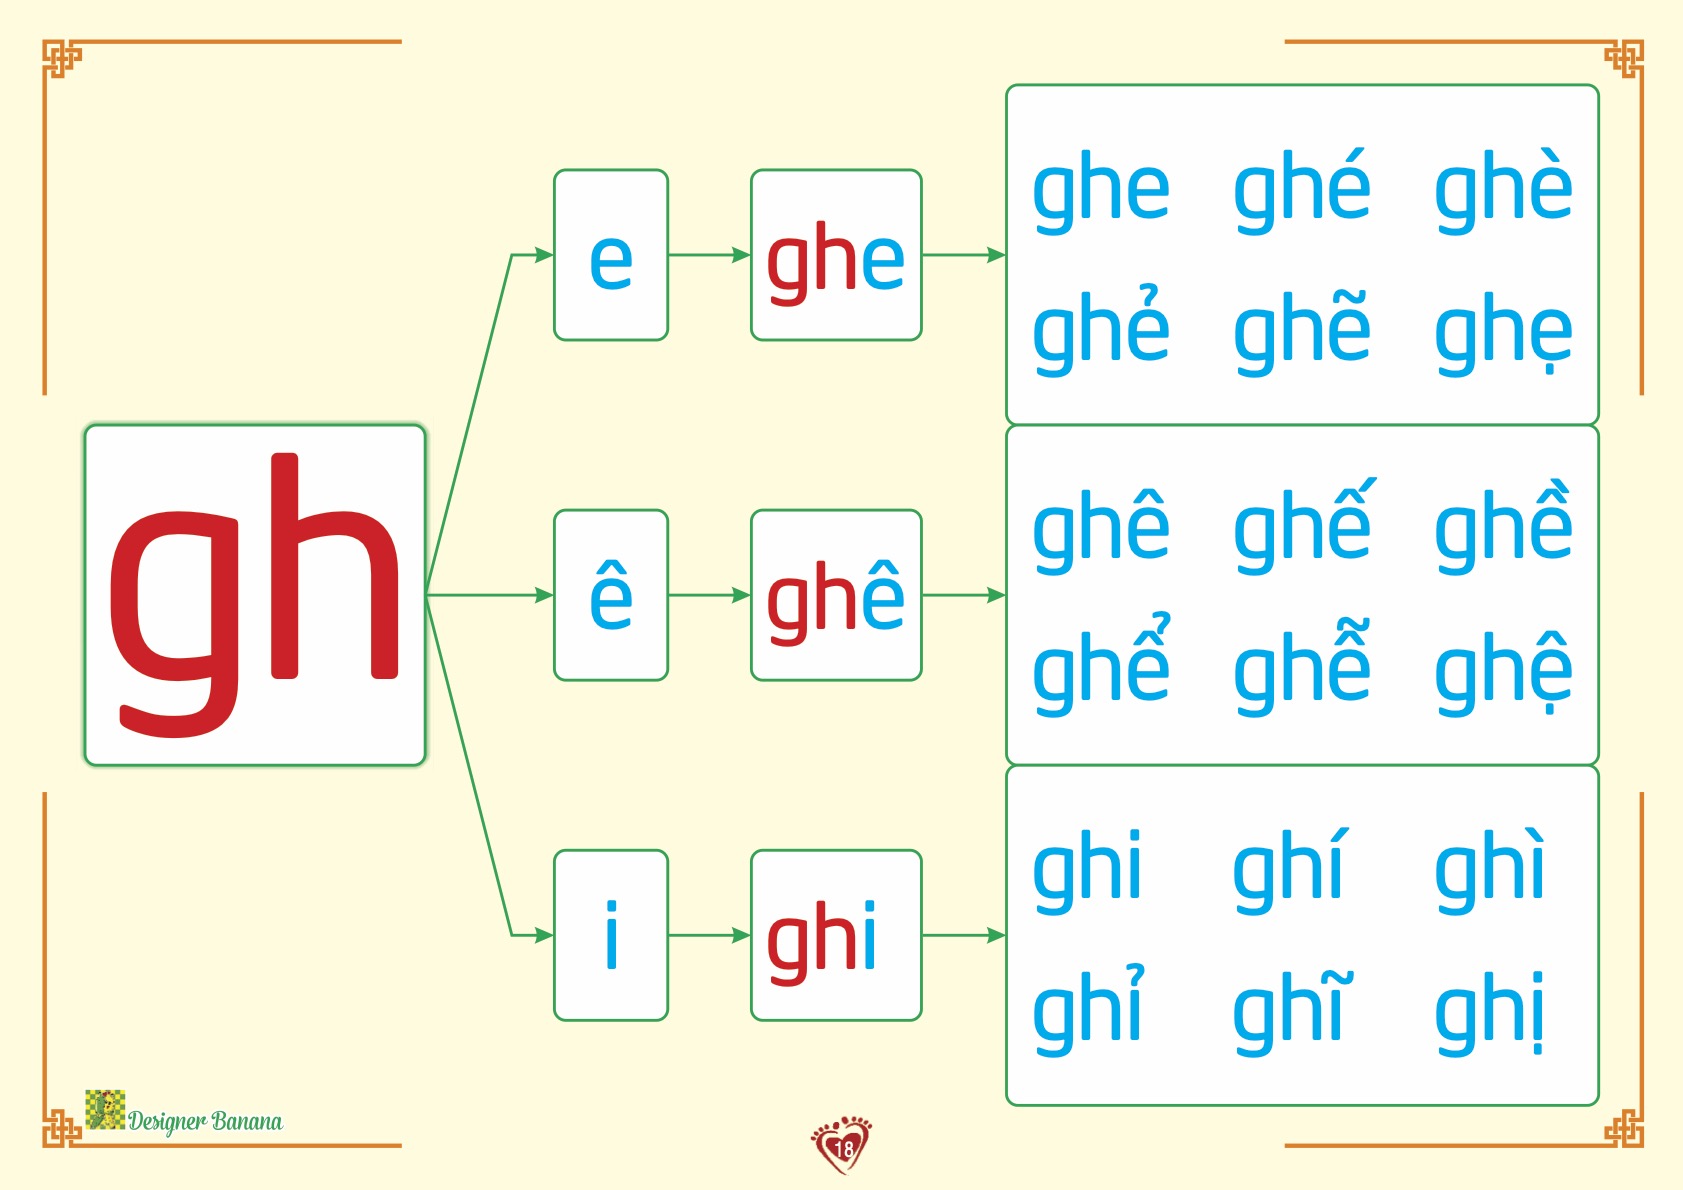 gh
e
ghe
ghe ghé ghè
ghẻ ghẽ ghẹ
ê
ghê
ghê ghế ghề
ghể ghễ ghệ
i
ghi
ghi ghí ghì
ghỉ ghĩ ghị
Designer Banana
18